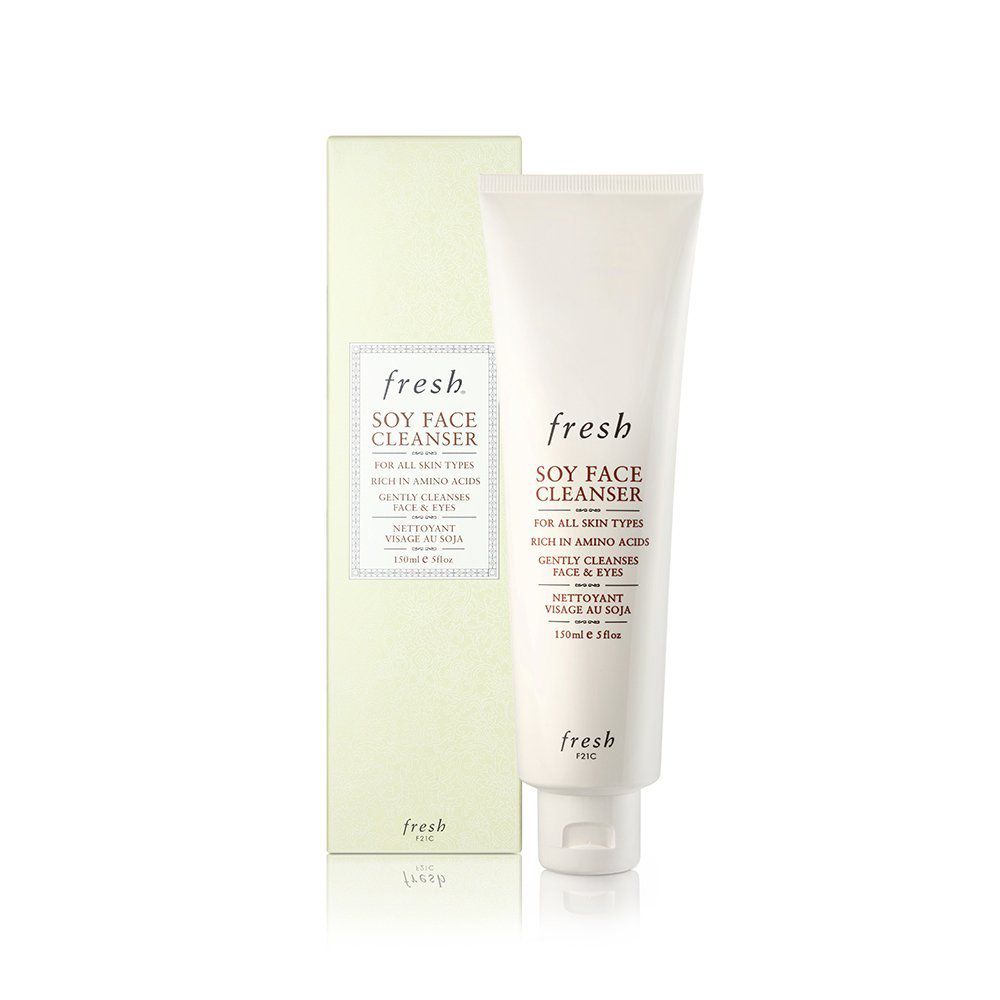 fresh
SOY FACE
CLEANSER
FOR ALL SKIN TYPES
RICH IN AMINO ACIDS
GENTLY CLEANSES
FACE & EYES
NETTOYANT
VISAGE AU SOJA
150ml e 5floz
fresh
F21C
fresh
SOY FACE
CLEANSER
FOR ALL SKIN TYPES
RICH IN AMINO ACIDS
GENTLY CLEANSES
FACE & EYES
NETTOYANT
VISAGE AU SOJA
150ml e 5floz
fresh
F21C